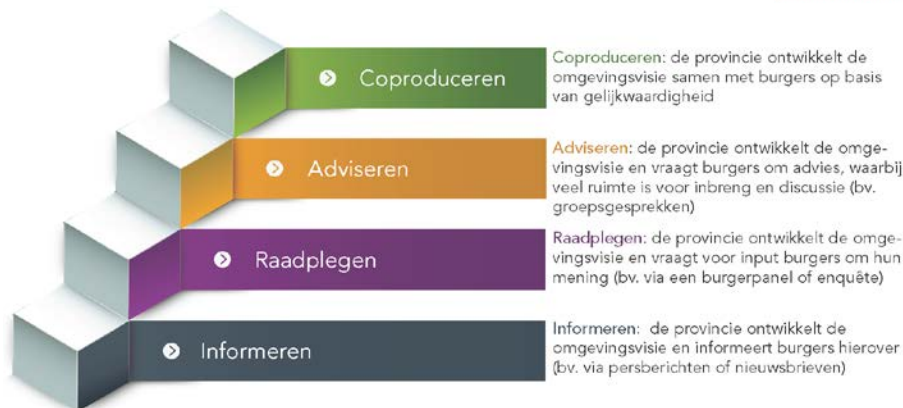 Coproduceren
Coproduceren: de provincie ontwikkelt de
omgevingsvisie samen met burgers op basis
van gelijkwaardigheid
Adviseren
Adviseren: de provincie ontwikkelt de omge-
vingsvisie en vraagt burgers om advies, waarbij
veel ruimte is voor inbreng en discussie (bv.
groepsgesprekken)
Raadplegen
Raadplegen: de provincie ontwikkelt de omge-
vingsvisie en vraagt voor input burgers om hun
mening (bv. via een burgerpanel of enquête)
Informeren
Informeren: de provincie ontwikkelt de
omgevingsvisie en informeert burgers hierover
(bv. via persberichten of nieuwsbrieven)